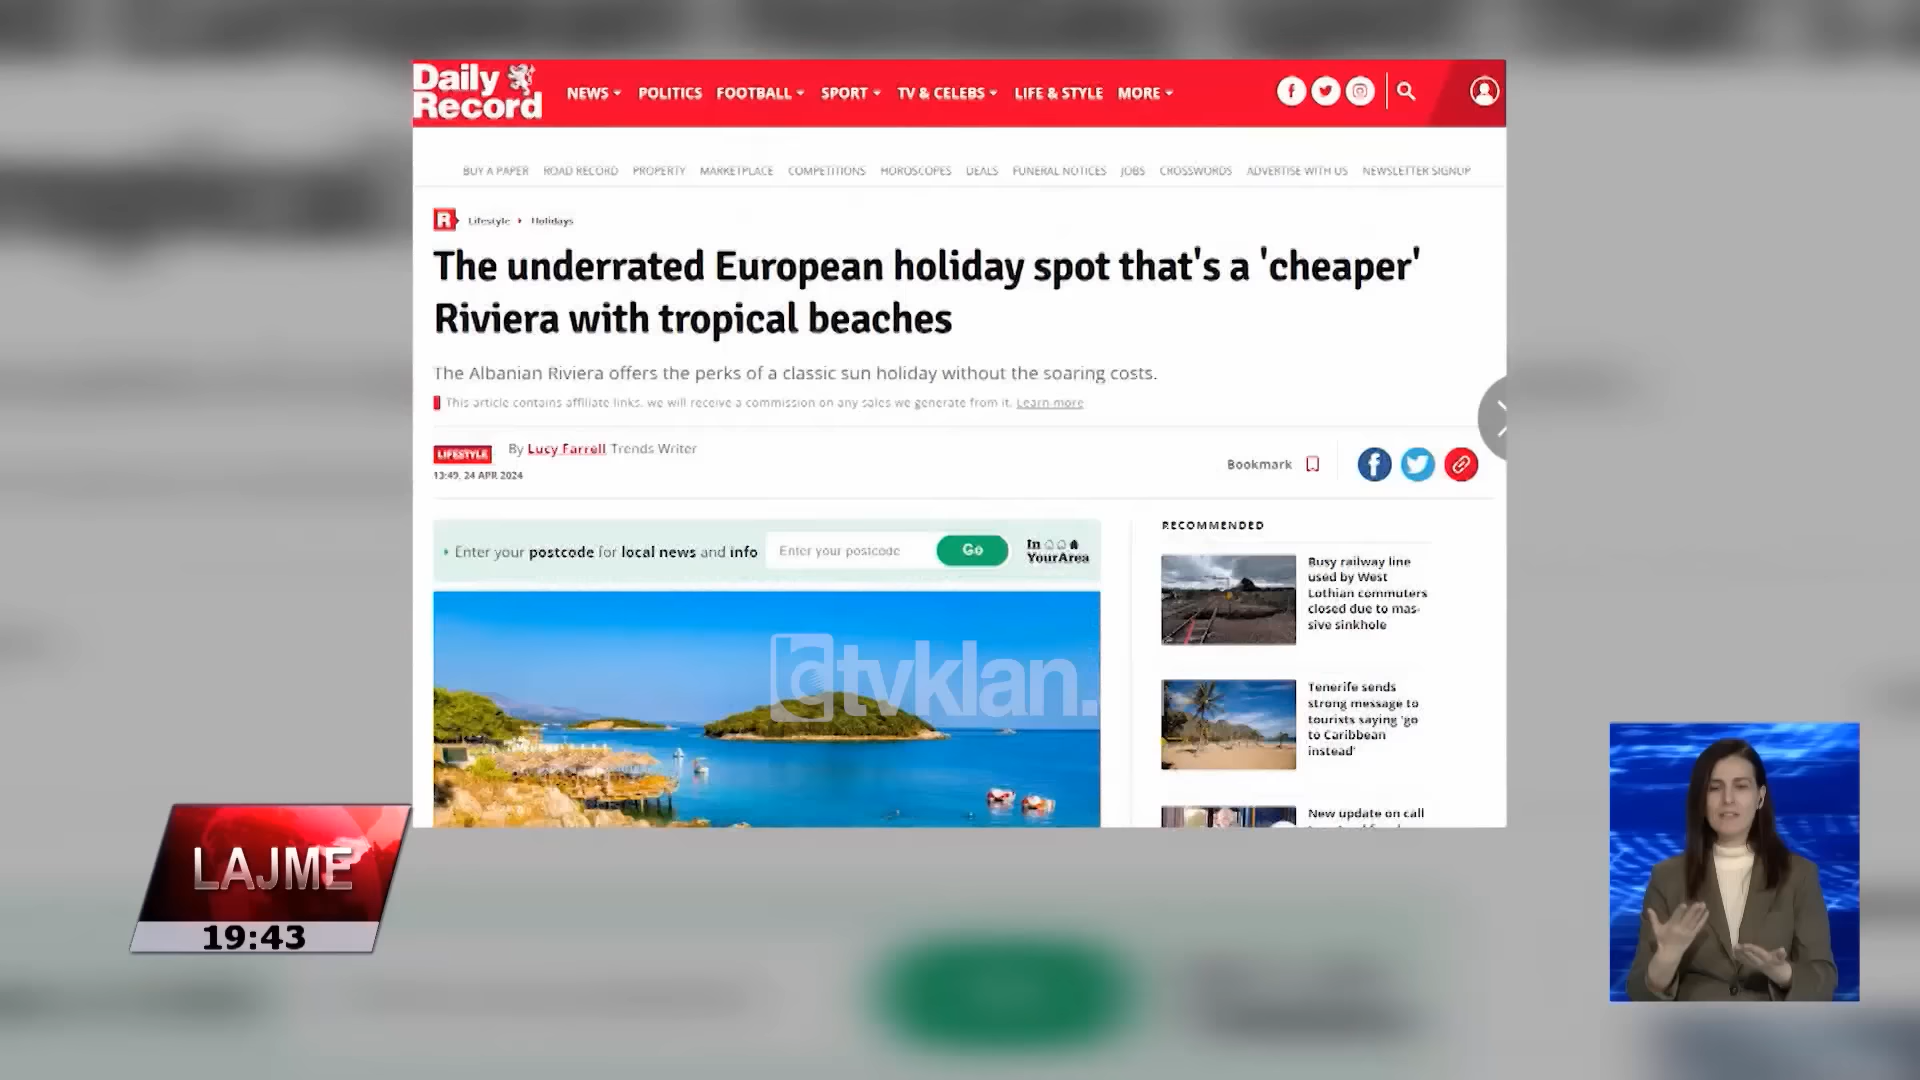 Daily
Record
NEWS POLITICS FOOTBALL SPORT TV & CELEBS LIFE & STYLE MORE
BUY A PAPER ROAD RECORD PROPERTY MARKETPLACE COMPETITIONS HOROSCOPES DEALS FUNERAL NOTICES JOBS CROSSWORDS ADVERTISE WITH US NEWSLETTER SIGNUP
R Lifestyle Holidays
The underrated European holiday spot that's a 'cheaper'
Riviera with tropical beaches
The Albanian Riviera offers the perks of a classic sun holiday without the soaring costs.
This article contains affiliate links, we will receive a commission on any sales we generate from it. Learn more
LIFESTYLE By Lucy Farrell Trends Writer
13:49, 24 APR 2024
Bookmark
Enter your postcode for local news and info Enter your postcode Go In
YourArea
RECOMMENDED
Busy railway line
used by West
Lothian commuters
closed due to mas-
sive sinkhole
Tenerife sends
strong message to
tourists saying 'go
to Caribbean
instead'
New update on call
tvklan.
LAJME
19:43